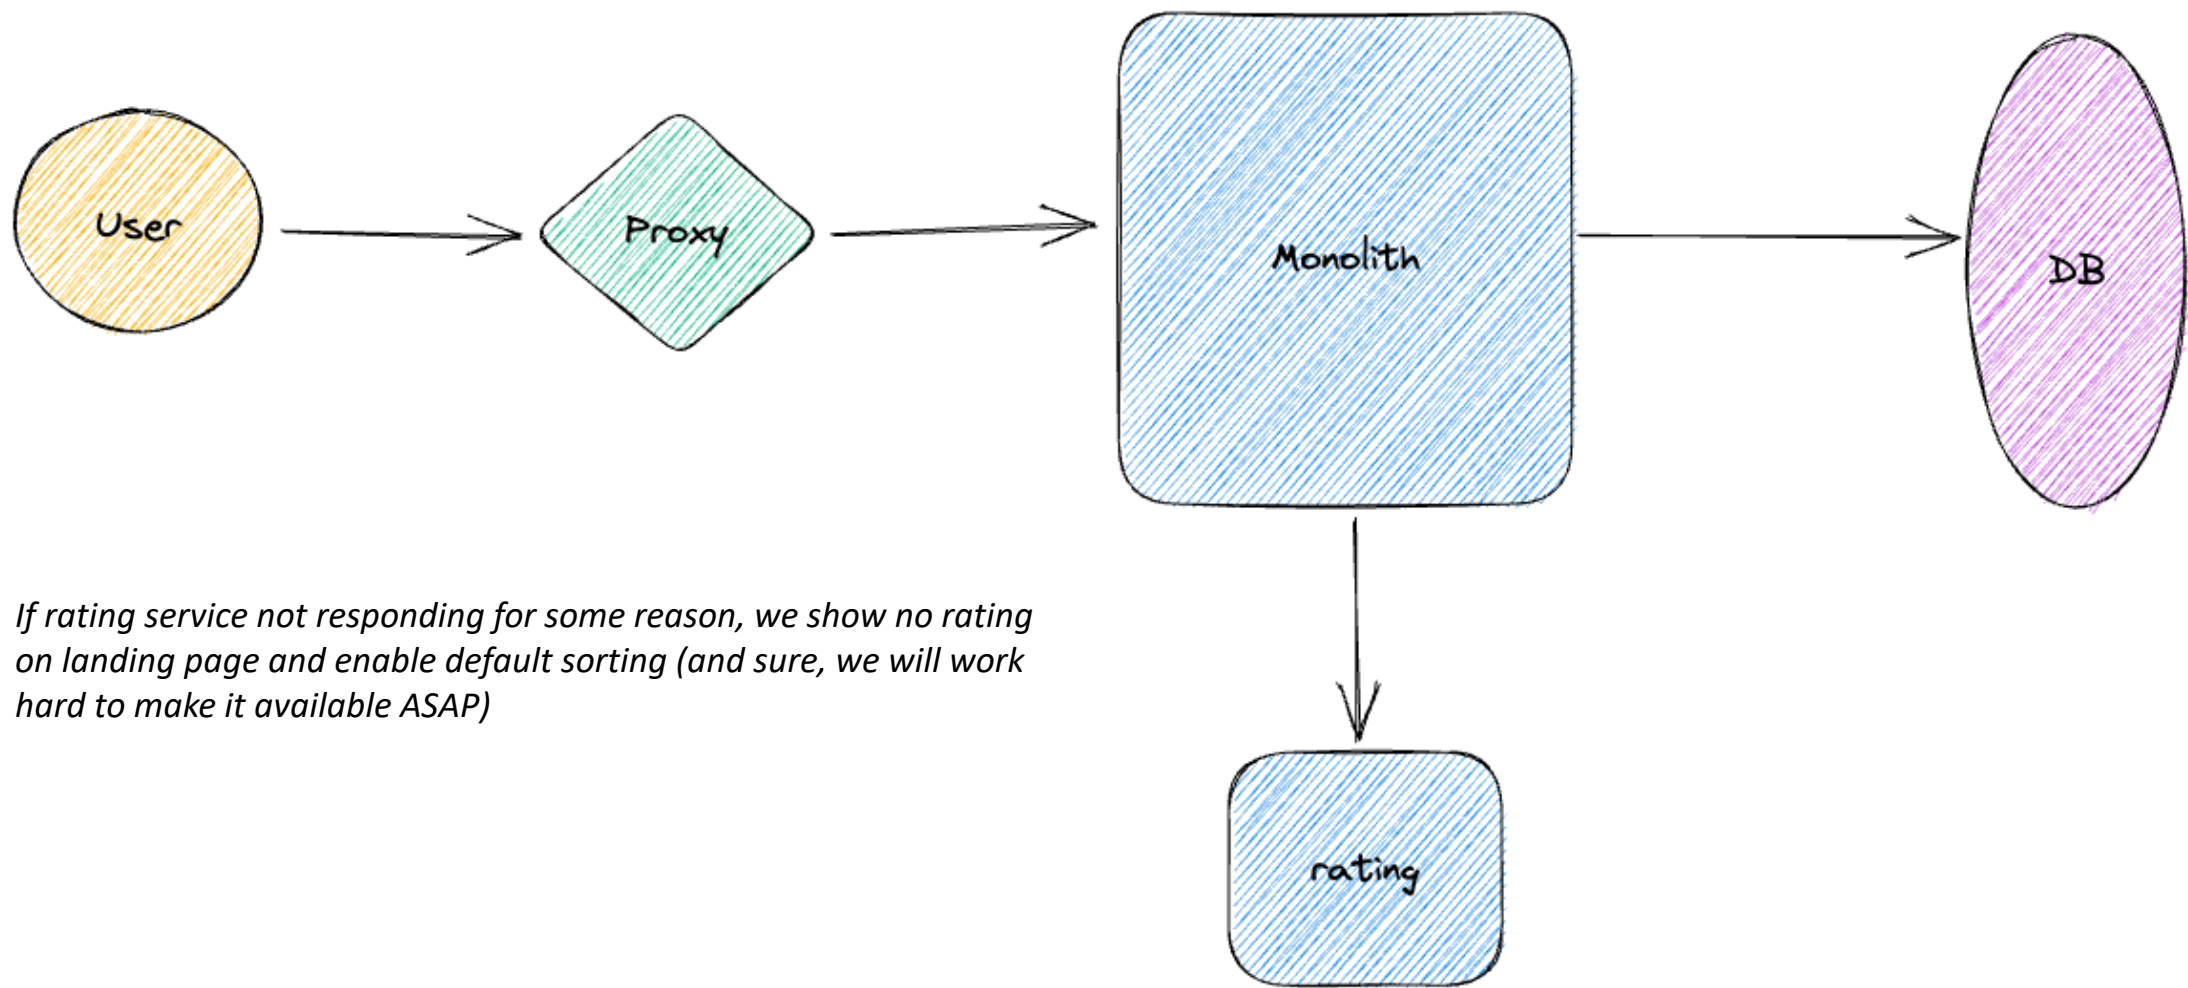 User
Proxy
Monolith
DB
If rating service not responding for some reason, we show no rating
on landing page and enable default sorting (and sure, we will work
hard to make it available ASAP)
rating